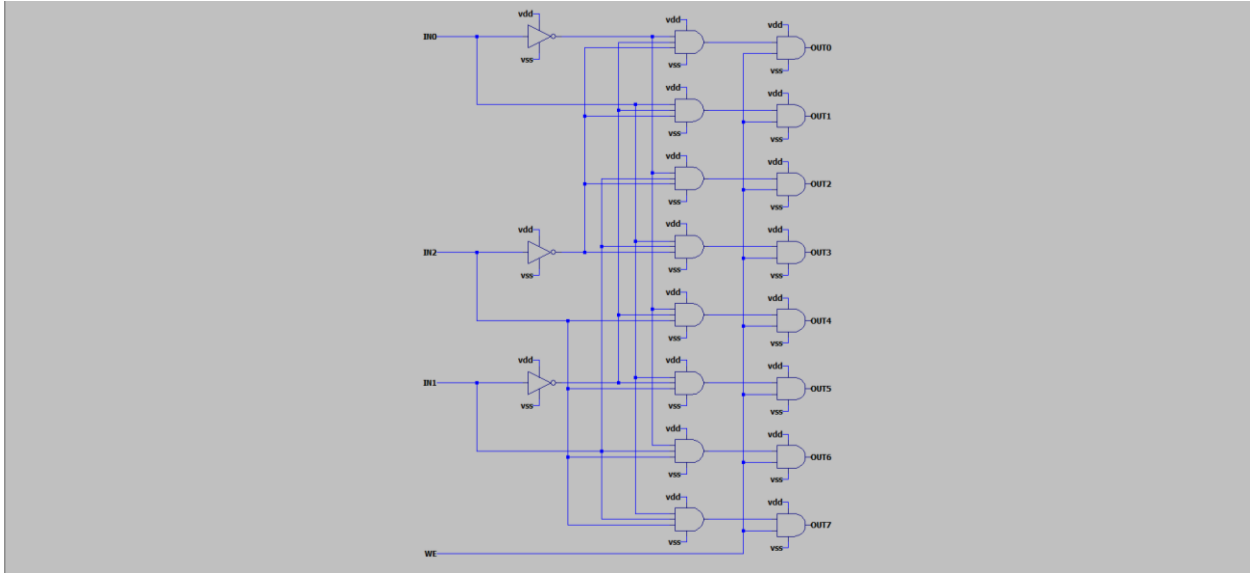 vdd
vdd
vdd
IN0
OUT0
vss
vss
vss
vdd
vdd
OUT1
vss
vss
vdd
vdd
OUT2
vss
vss
vdd
vdd
vdd
IN2
OUT3
vss
vss
vss
vdd
vdd
OUT4
vss
vss
vdd
vdd
vdd
IN1
OUT5
vss
vss
vss
vdd
vdd
OUT6
vss
vss
vdd
vdd
OUT7
vss
vss
WE